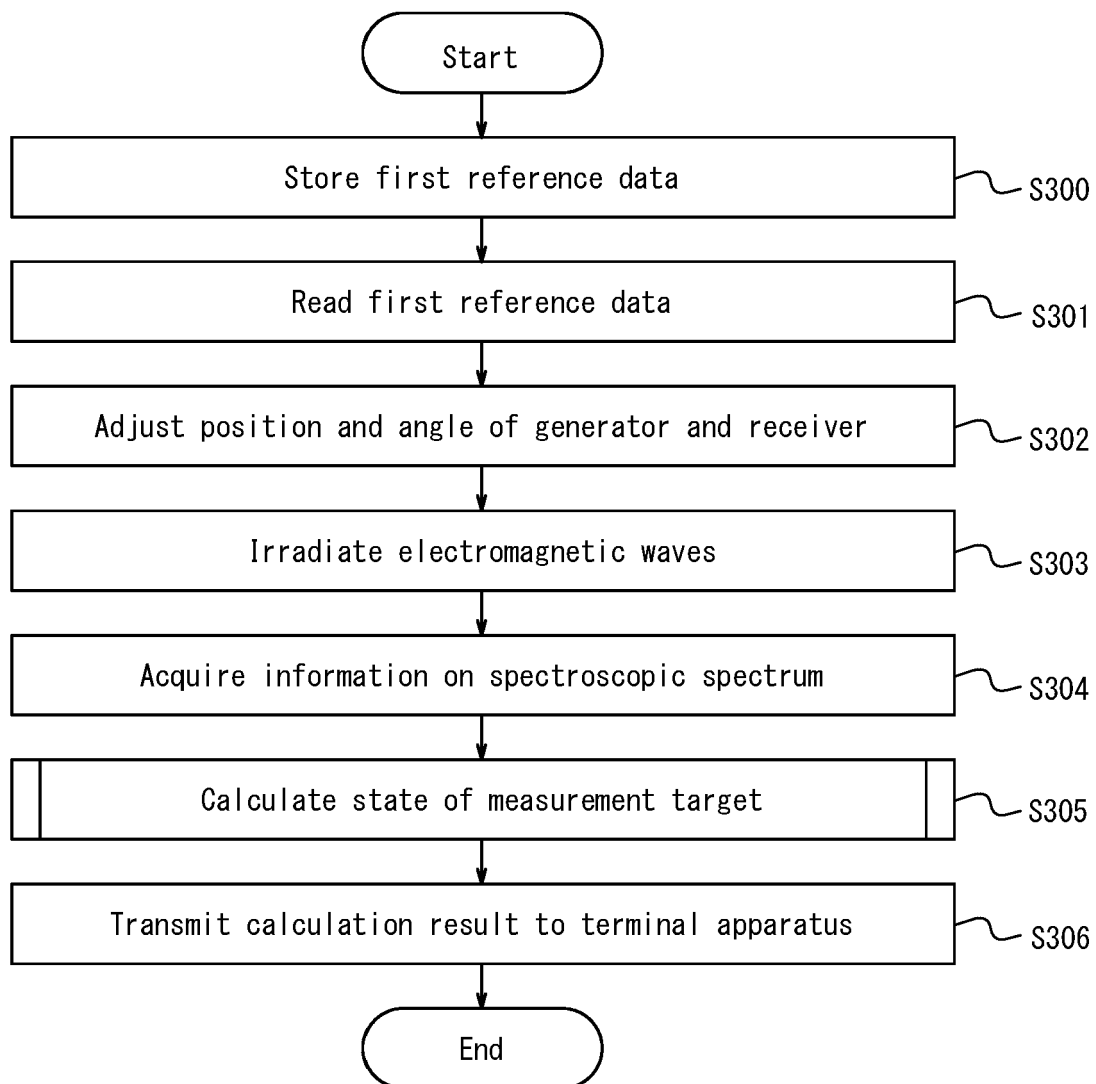 Start
Store first reference data
S300
Read first reference data
S301
Adjust position and angle of generator and receiver
S302
Irradiate electromagnetic waves
S303
Acquire information on spectroscopic spectrum
S304
Calculate state of measurement target
S305
Transmit calculation result to terminal apparatus
S306
End